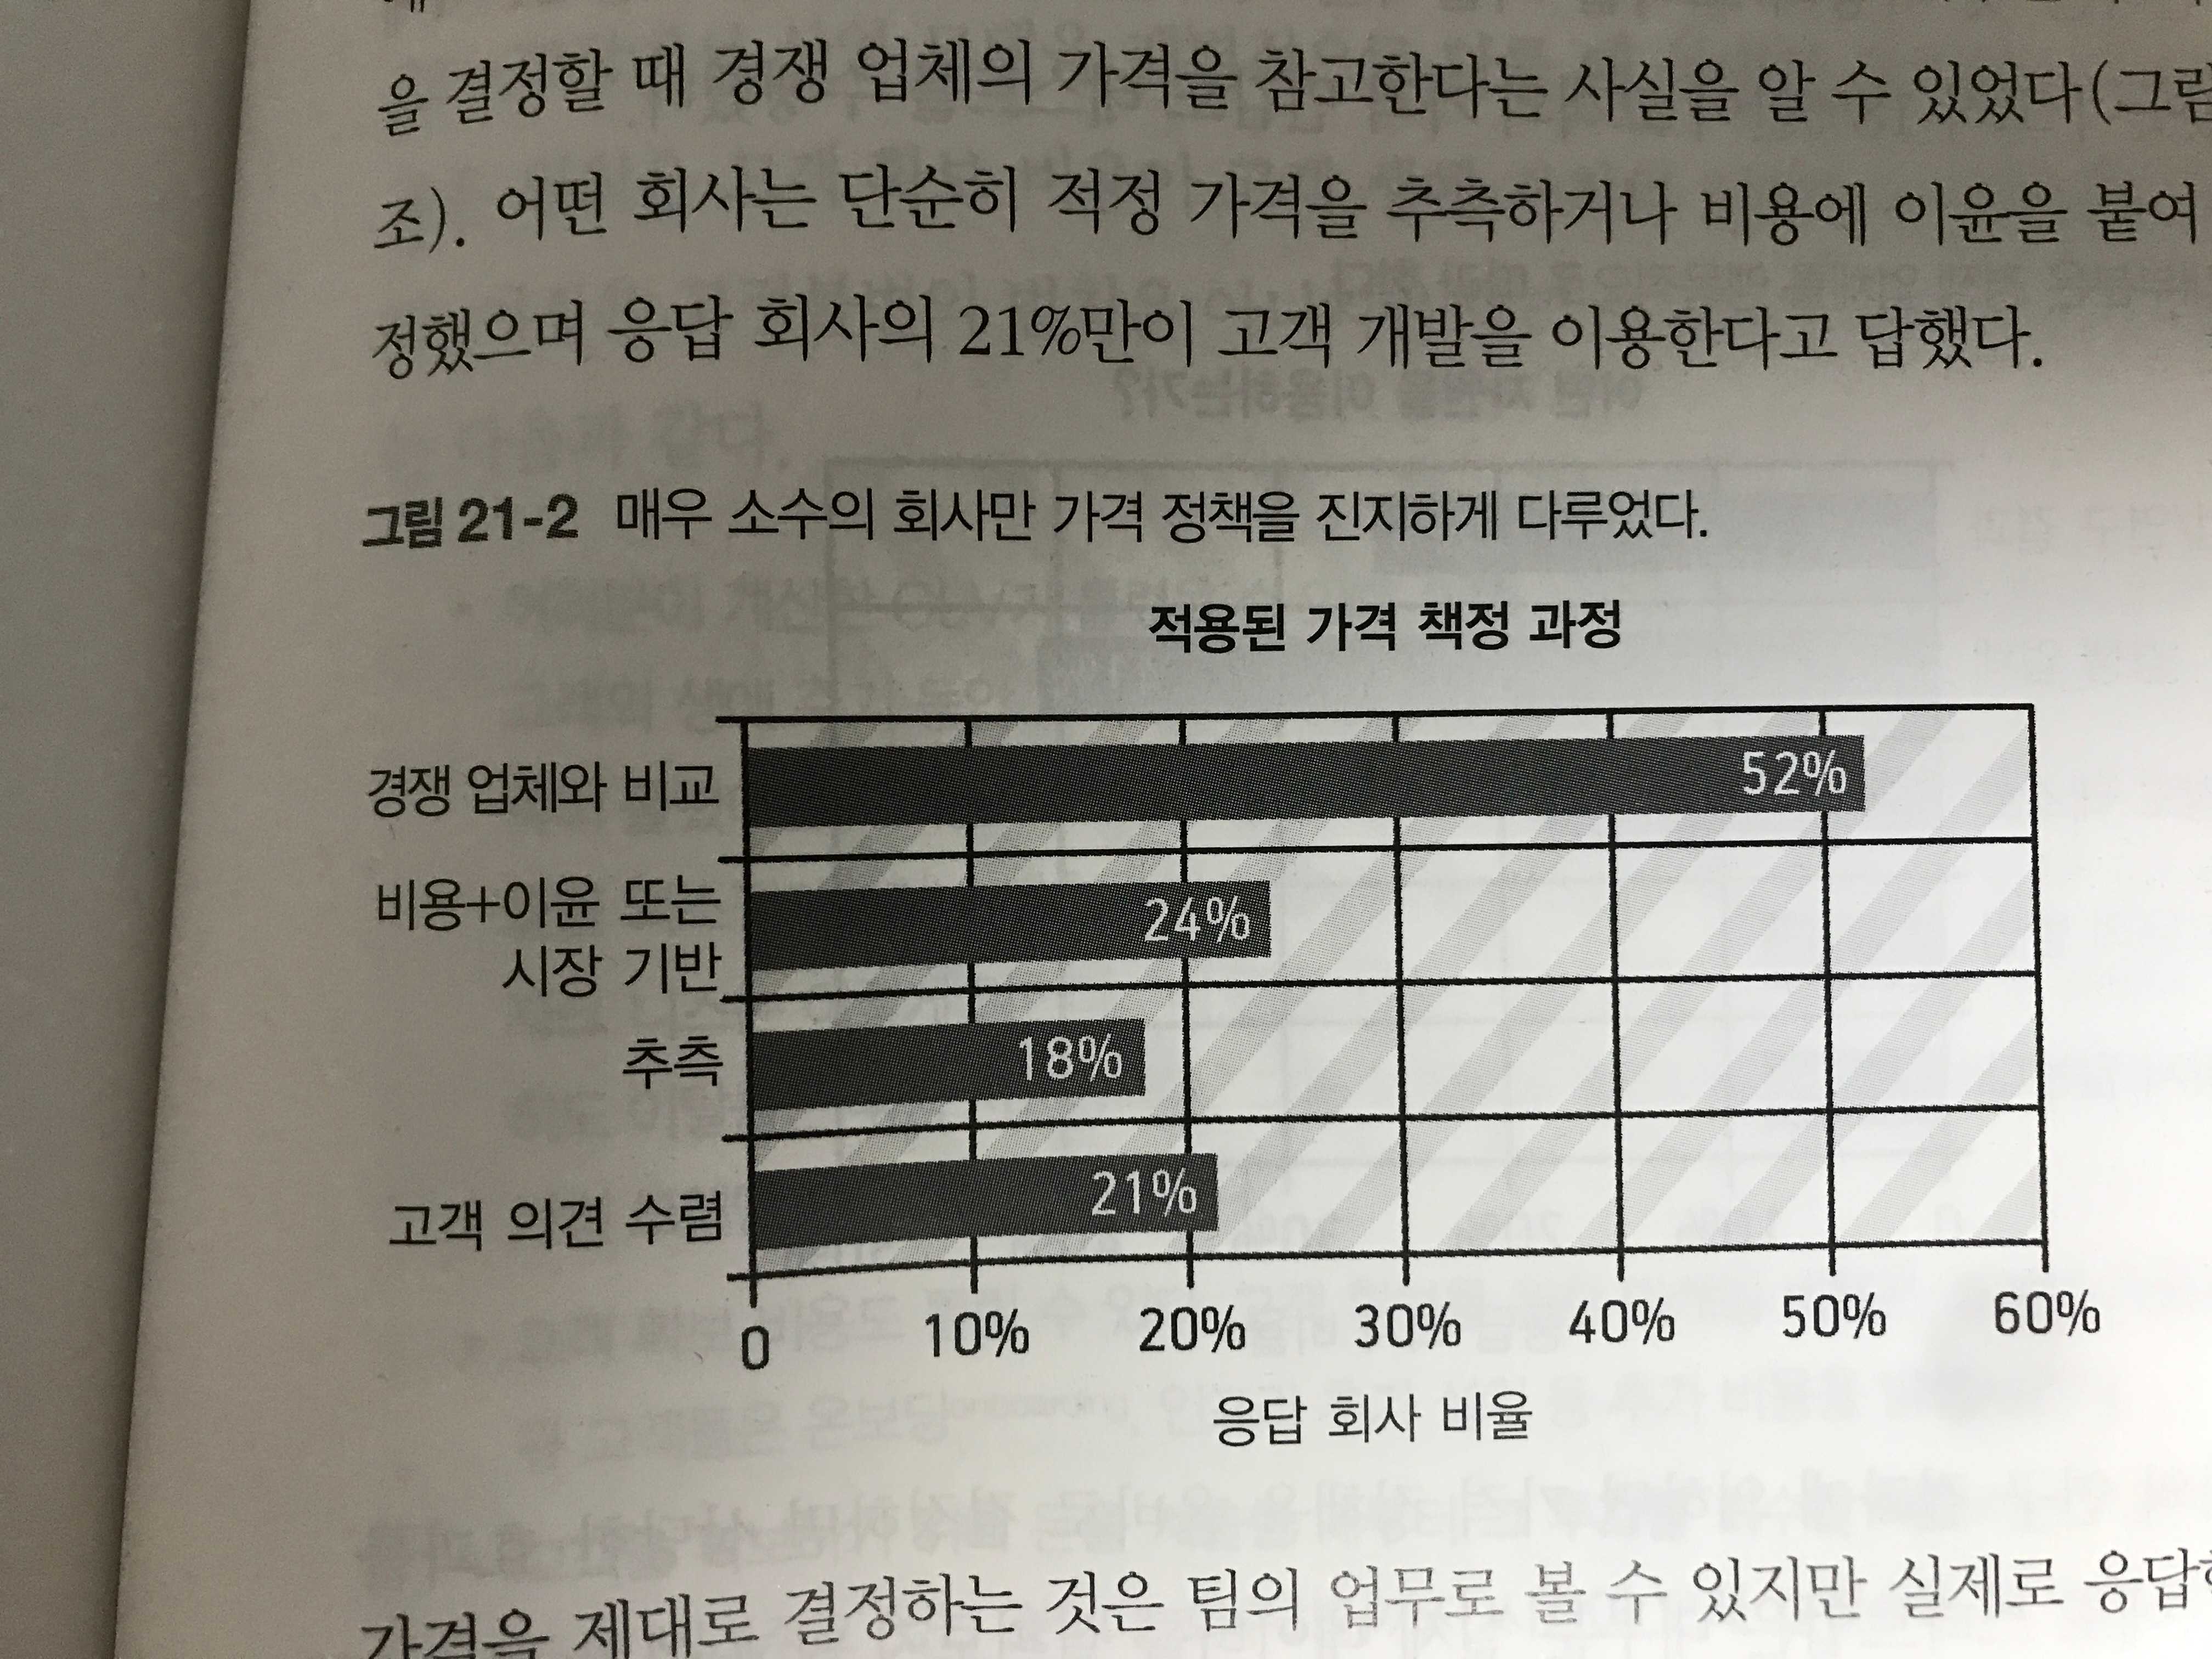 을 결정할 때 경쟁 업체의 가격을 참고한다는 사실을 알 수 있었다(그림
조). 어떤 회사는 단순히 적정 가격을 추측하거나 비용에 이윤을 붙여
정했으며 응답 회사의 21%만이 고객 개발을 이용한다고 답했다.
그림 21-2 매우 소수의 회사만 가격 정책을 진지하게 다루었다.
적용된 가격 책정 과정
경쟁 업체와 비교 52%
비용+이윤 또는
시장 기반 24%
추측 18%
고객 의견 수렴 21%
0 10% 20% 30% 40% 50% 60%
응답 회사 비율
가격을 제대로 결정하는 것은 팀의 업무로 볼 수 있지만 실제로